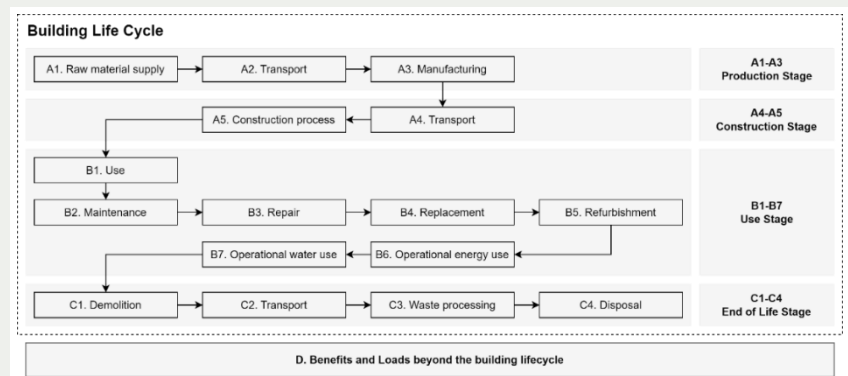 Building Life Cycle
A1. Raw material supply
A2. Transport
A3. Manufacturing
A1-A3
Production Stage
A5. Construction process
A4. Transport
A4-A5
Construction Stage
B1. Use
B2. Maintenance
B3. Repair
B4. Replacement
B5. Refurbishment
B7. Operational water use
B6. Operational energy use
B1-B7
Use Stage
C1. Demolition
C2. Transport
C3. Waste processing
C4. Disposal
C1-C4
End of Life Stage
D. Benefits and Loads beyond the building lifecycle